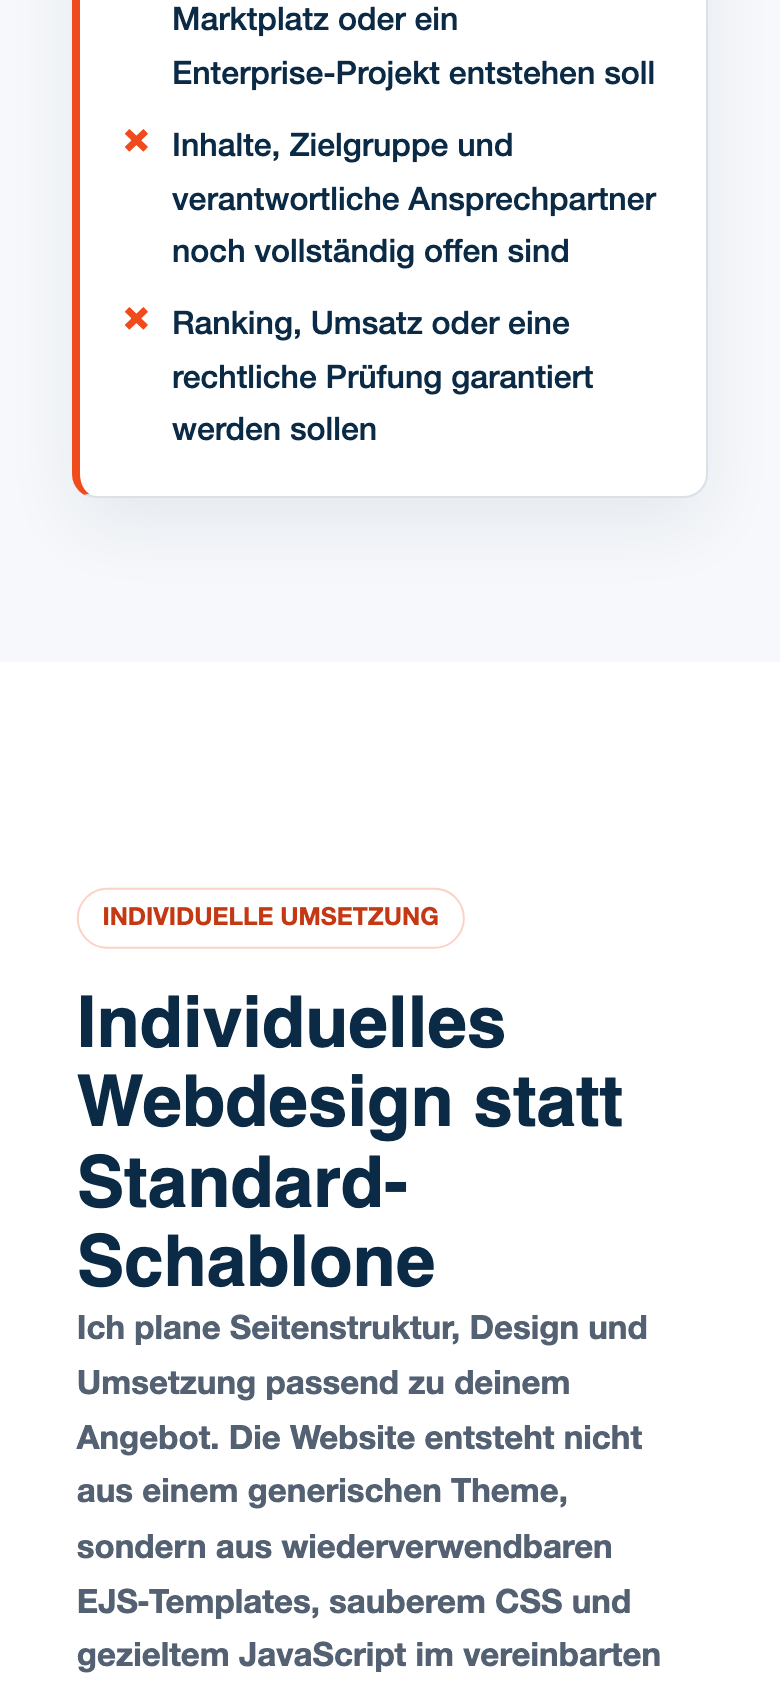 Marktplatz oder ein
Enterprise-Projekt entstehen soll
✖ Inhalte, Zielgruppe und
verantwortliche Ansprechpartner
noch vollständig offen sind
✖ Ranking, Umsatz oder eine
rechtliche Prüfung garantiert
werden sollen
INDIVIDUELLE UMSETZUNG
Individuelles
Webdesign statt
Standard-
Schablone
Ich plane Seitenstruktur, Design und
Umsetzung passend zu deinem
Angebot. Die Website entsteht nicht
aus einem generischen Theme,
sondern aus wiederverwendbaren
EJS-Templates, sauberem CSS und
gezieltem JavaScript im vereinbarten